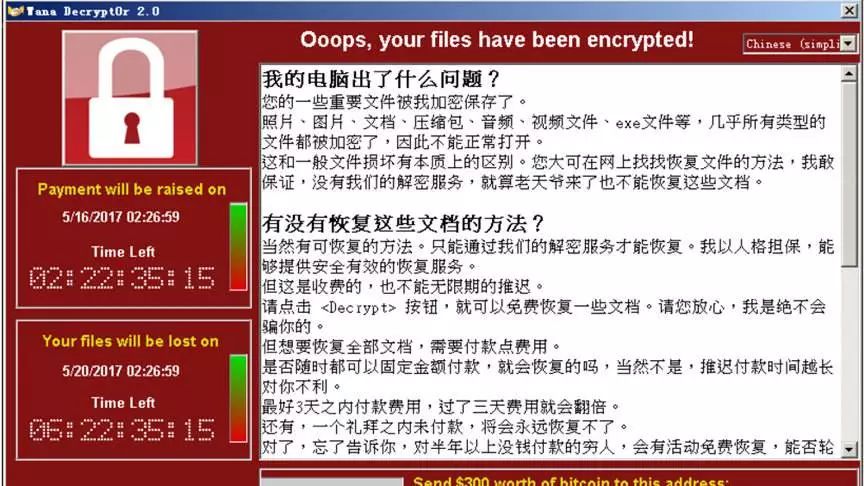 Wana Decrypt0r 2.0
Ooops, your files have been encrypted!
Chinese (simpli
Payment will be raised on
5/16/2017 02:26:59
Time Left
02:22:35:15
Your files will be lost on
5/20/2017 02:26:59
Time Left
06:22:35:15
我的电脑出了什么问题？
您的一些重要文件被我加密保存了。
照片、图片、文档、压缩包、音频、视频文件、exe文件等，几乎所有类型的
文件都被加密了，因此不能正常打开。
这和一般文件损坏有本质上的区别。您大可在网上找找恢复文件的方法，我敢
保证，没有我们的解密服务，就算老天爷来了也不能恢复这些文档。
有没有恢复这些文档的方法？
当然有可恢复的方法。只能通过我们的解密服务才能恢复。我以人格担保，能
够提供安全有效的恢复服务。
但这是收费的，也不能无限期的推迟。
请点击 <Decrypt> 按钮，就可以免费恢复一些文档。请您放心，我是绝不会
骗你的。
但想要恢复全部文档，需要付款点费用。
是否随时都可以固定金额付款，就会恢复的吗，当然不是，推迟付款时间越长
对你不利。
最好3天之内付款费用，过了三天费用就会翻倍。
还有，一个礼拜之内未付款，将会永远恢复不了。
对了，忘了告诉你，对半年以上没钱付款的穷人，会有活动免费恢复，能否轮
Send $300 worth of bitcoin to this address: